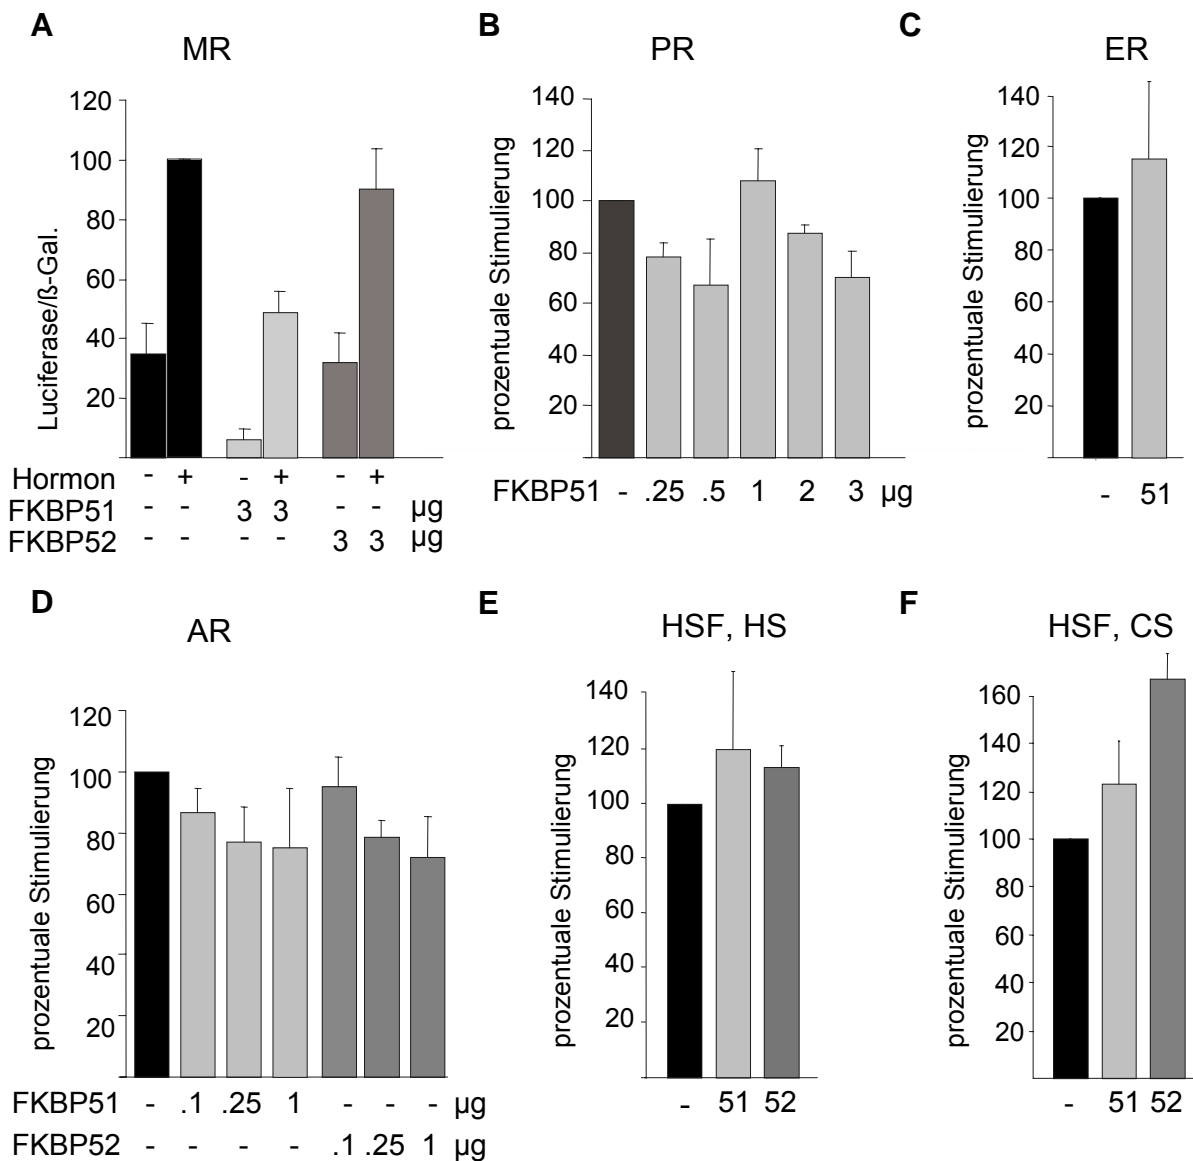 A
MR
Luciferase/ß-Gal.
120
100
80
60
40
20
Hormon - + - + - +
FKBP51 - - 3 3 - - µg
FKBP52 - - - - 3 3 µg
B
PR
prozentuale Stimulierung
140
120
100
80
60
40
20
FKBP51 - .25 .5 1 2 3 µg
C
ER
prozentuale Stimulierung
140
120
100
80
60
40
20
- 51
D
AR
prozentuale Stimulierung
120
100
80
60
40
20
FKBP51 - .1 .25 1 - - - µg
FKBP52 - - - - .1 .25 1 µg
E
HSF, HS
prozentuale Stimulierung
140
120
100
80
60
40
20
- 51 52
F
HSF, CS
prozentuale Stimulierung
160
140
120
100
80
60
40
20
- 51 52